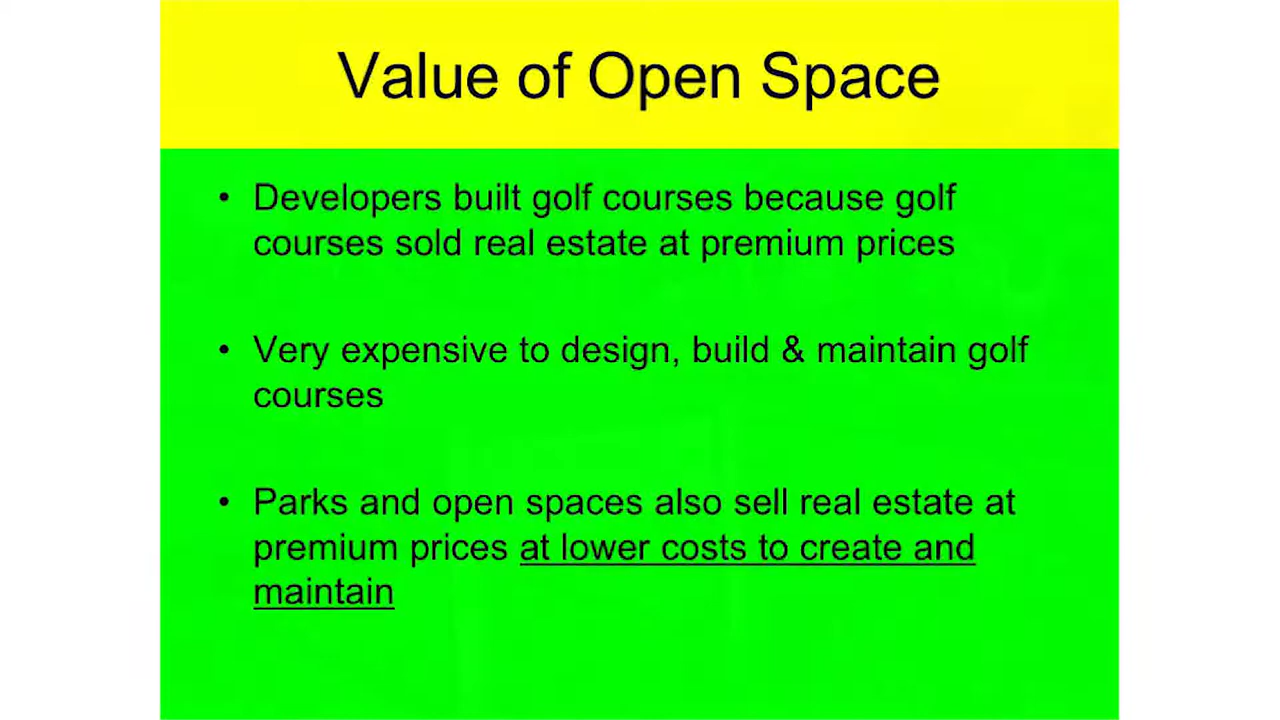 Value of Open Space
• Developers built golf courses because golf
courses sold real estate at premium prices
• Very expensive to design, build & maintain golf
courses
• Parks and open spaces also sell real estate at
premium prices at lower costs to create and
maintain